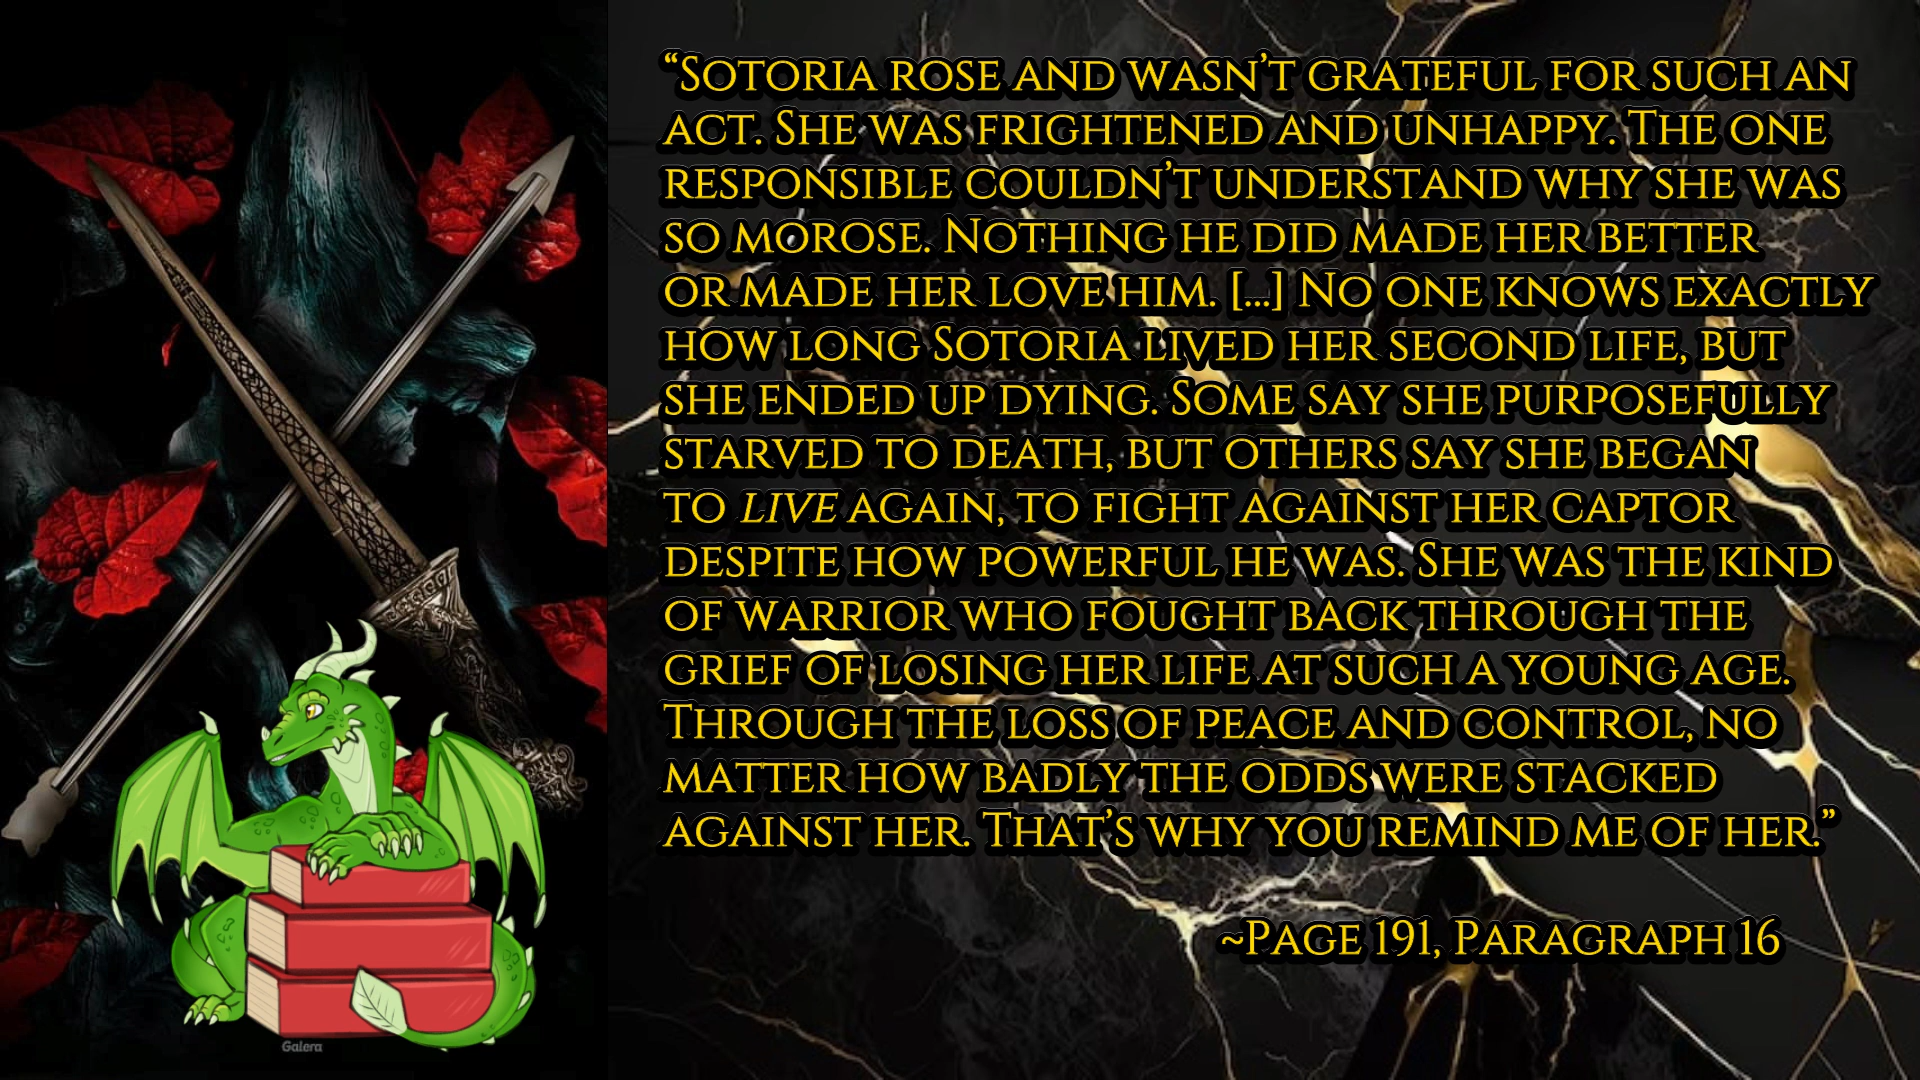 “Sotoria rose and wasn’t grateful for such an
act. She was frightened and unhappy. The one
responsible couldn’t understand why she was
so morose. Nothing he did made her better
or made her love him. [...] No one knows exactly
how long Sotoria lived her second life, but
she ended up dying. Some say she purposefully
starved to death, but others say she began
to live again, to fight against her captor
despite how powerful he was. She was the kind
of warrior who fought back through the
grief of losing her life at such a young age.
Through the loss of peace and control, no
matter how badly the odds were stacked
against her. That’s why you remind me of her.”
~Page 191, Paragraph 16
Galera